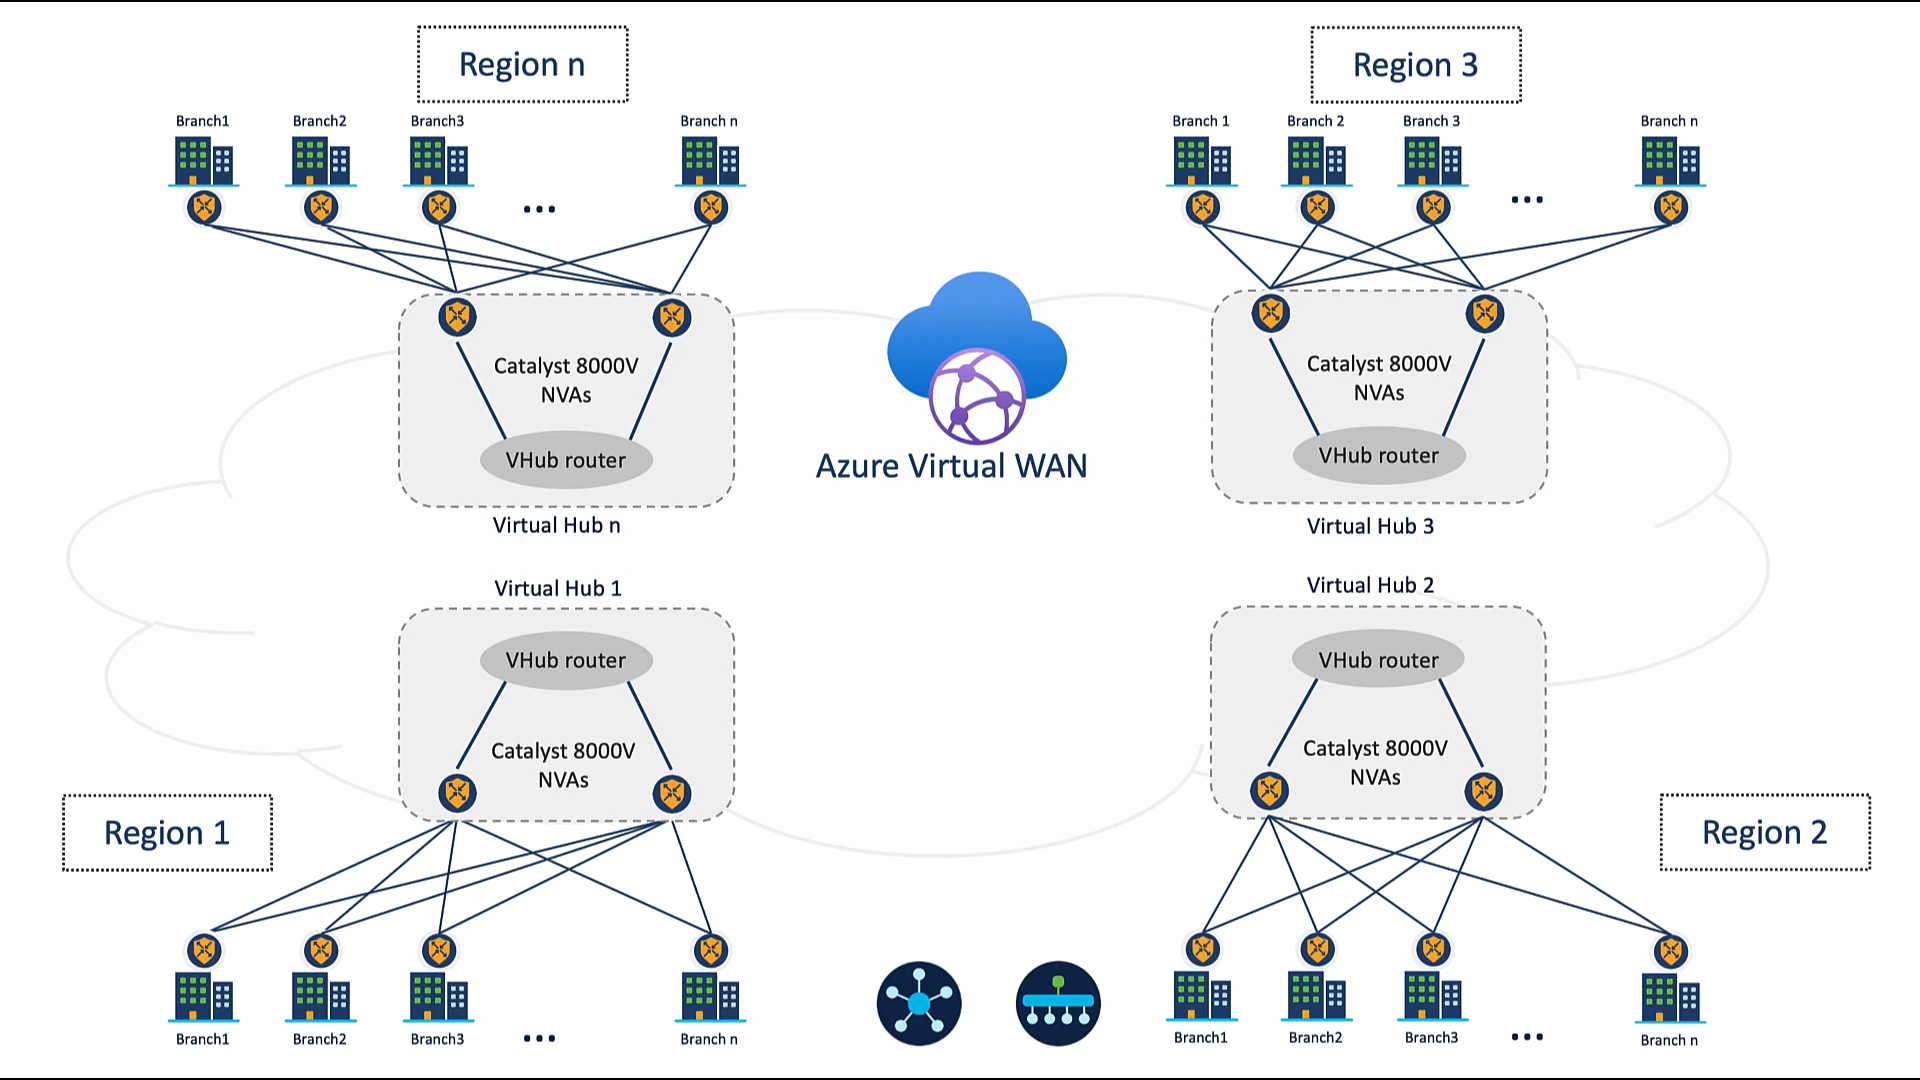 Region n
Region 3
Branch1
Branch2
Branch3
...
Branch n
Branch 1
Branch 2
Branch 3
...
Branch n
Catalyst 8000V
NVAs
VHub router
Virtual Hub n
Azure Virtual WAN
Catalyst 8000V
NVAs
VHub router
Virtual Hub 3
Virtual Hub 1
VHub router
Catalyst 8000V
NVAs
Virtual Hub 2
VHub router
Catalyst 8000V
NVAs
Region 1
Region 2
Branch1
Branch2
Branch3
...
Branch n
Branch1
Branch2
Branch3
...
Branch n